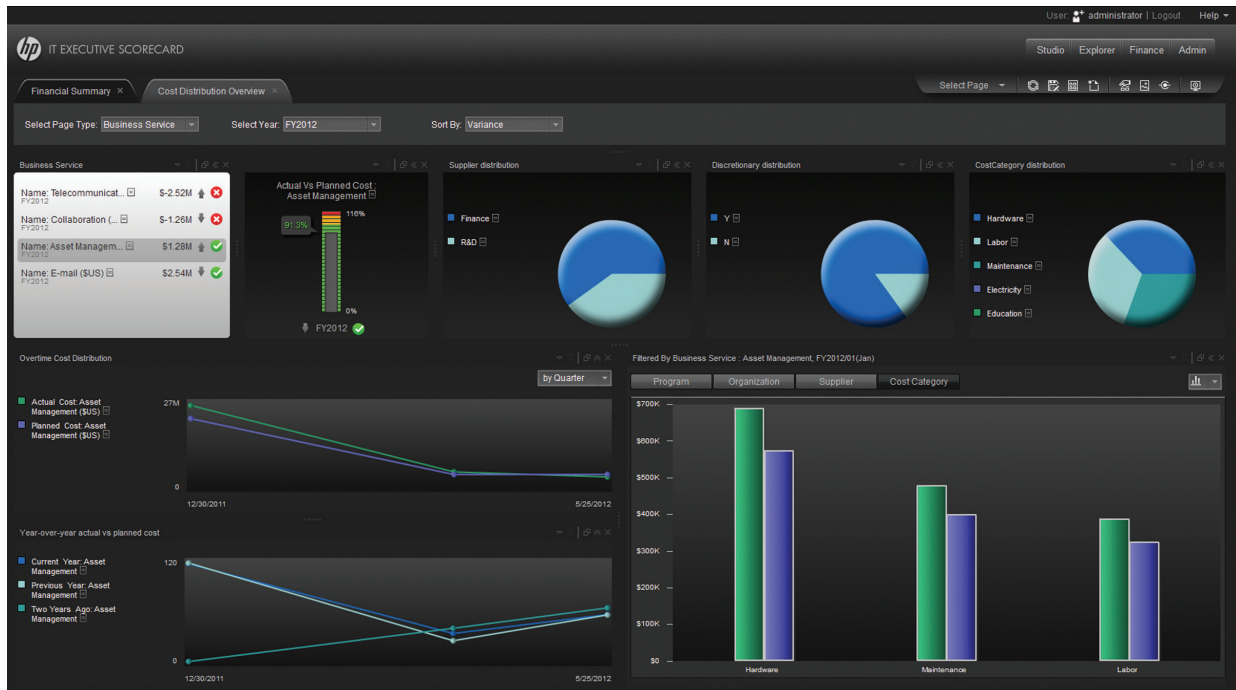 User: administrator | Logout Help
hp IT EXECUTIVE SCORECARD
Studio Explorer Finance Admin
Financial Summary × Cost Distribution Overview ×
Select Page
Select Page Type: Business Service Select Year: FY2012 Sort By: Variance
Business Service
Name: Telecommunicat... $-2.52M
FY2012
Name: Collaboration (... $-1.26M
FY2012
Name: Asset Managem... $1.28M
FY2012
Name: E-mail ($US) $2.54M
FY2012
Actual Vs Planned Cost :
Asset Management
116%
91.3%
0%
FY2012
Supplier distribution
Finance
R&D
Discretionary distribution
Y
N
CostCategory distribution
Hardware
Labor
Maintenance
Electricity
Education
Overtime Cost Distribution
by Quarter
Actual Cost: Asset
Management ($US)
Planned Cost: Asset
Management ($US)
27M
0
12/30/2011 5/25/2012
Year-over-year actual vs planned cost
Current Year: Asset
Management
Previous Year: Asset
Management
Two Years Ago: Asset
Management
120
0
12/30/2011 5/25/2012
Filtered By Business Service : Asset Management, FY2012/01(Jan)
Program Organization Supplier Cost Category
$700K
$600K
$500K
$400K
$300K
$200K
$100K
$0
Hardware Maintenance Labor